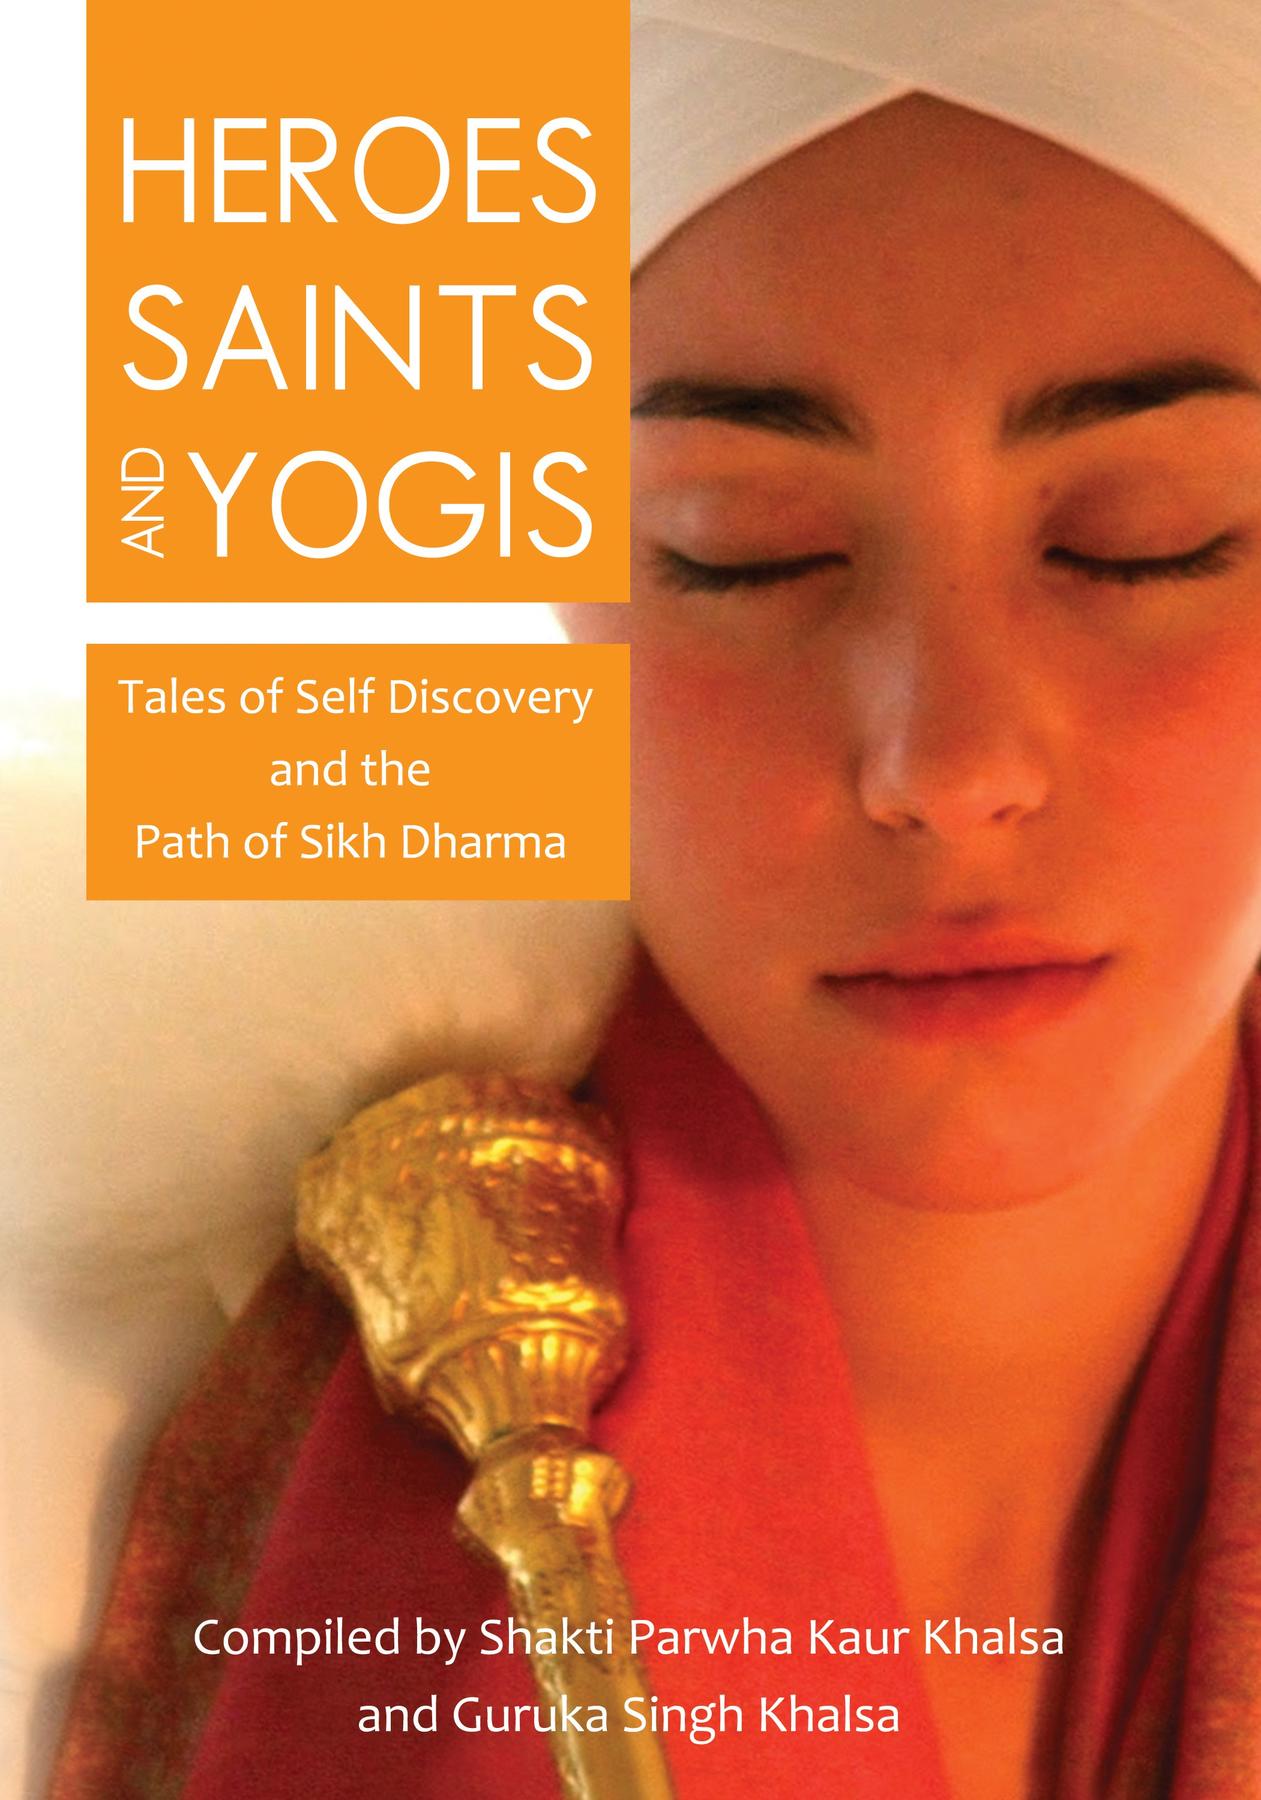 HEROES
SAINTS
AND YOGIS
Tales of Self Discovery
and the
Path of Sikh Dharma
Compiled by Shakti Parwha Kaur Khalsa
and Guruka Singh Khalsa